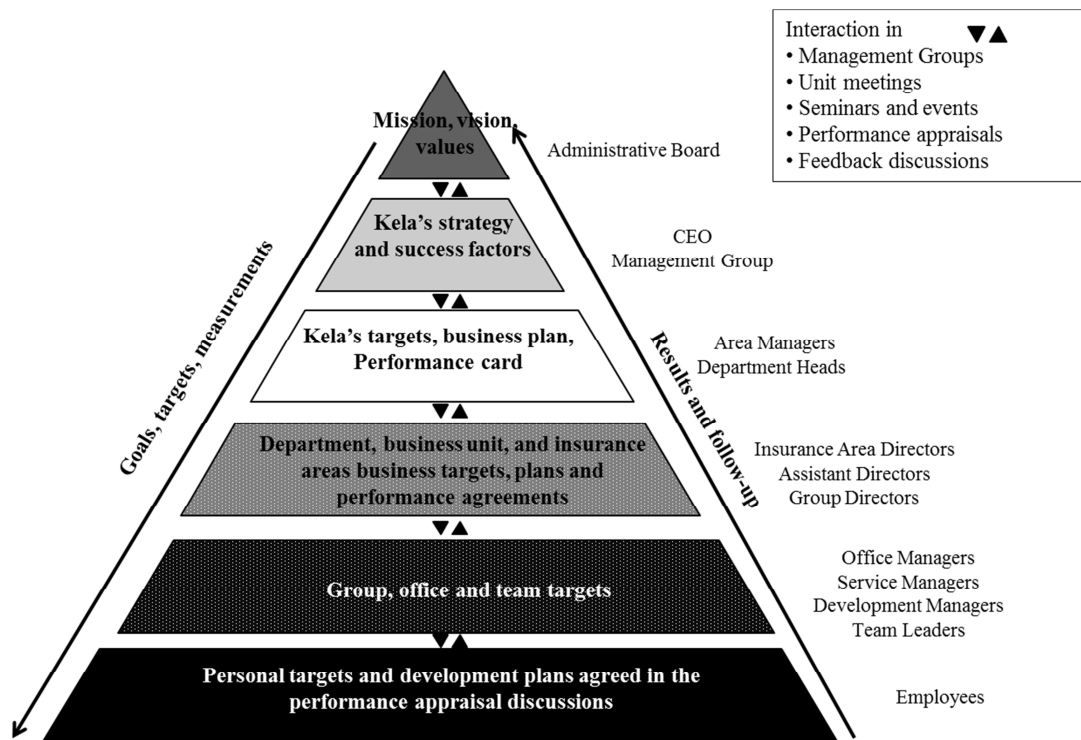 Interaction in
• Management Groups
• Unit meetings
• Seminars and events
• Performance appraisals
• Feedback discussions
Mission, vision,
values
Administrative Board
Kela’s strategy
and success factors
CEO
Management Group
Kela’s targets, business plan,
Performance card
Area Managers
Department Heads
Department, business unit, and insurance
areas business targets, plans and
performance agreements
Insurance Area Directors
Assistant Directors
Group Directors
Group, office and team targets
Office Managers
Service Managers
Development Managers
Team Leaders
Personal targets and development plans agreed in the
performance appraisal discussions
Employees
Goals, targets, measurements
Results and follow-up